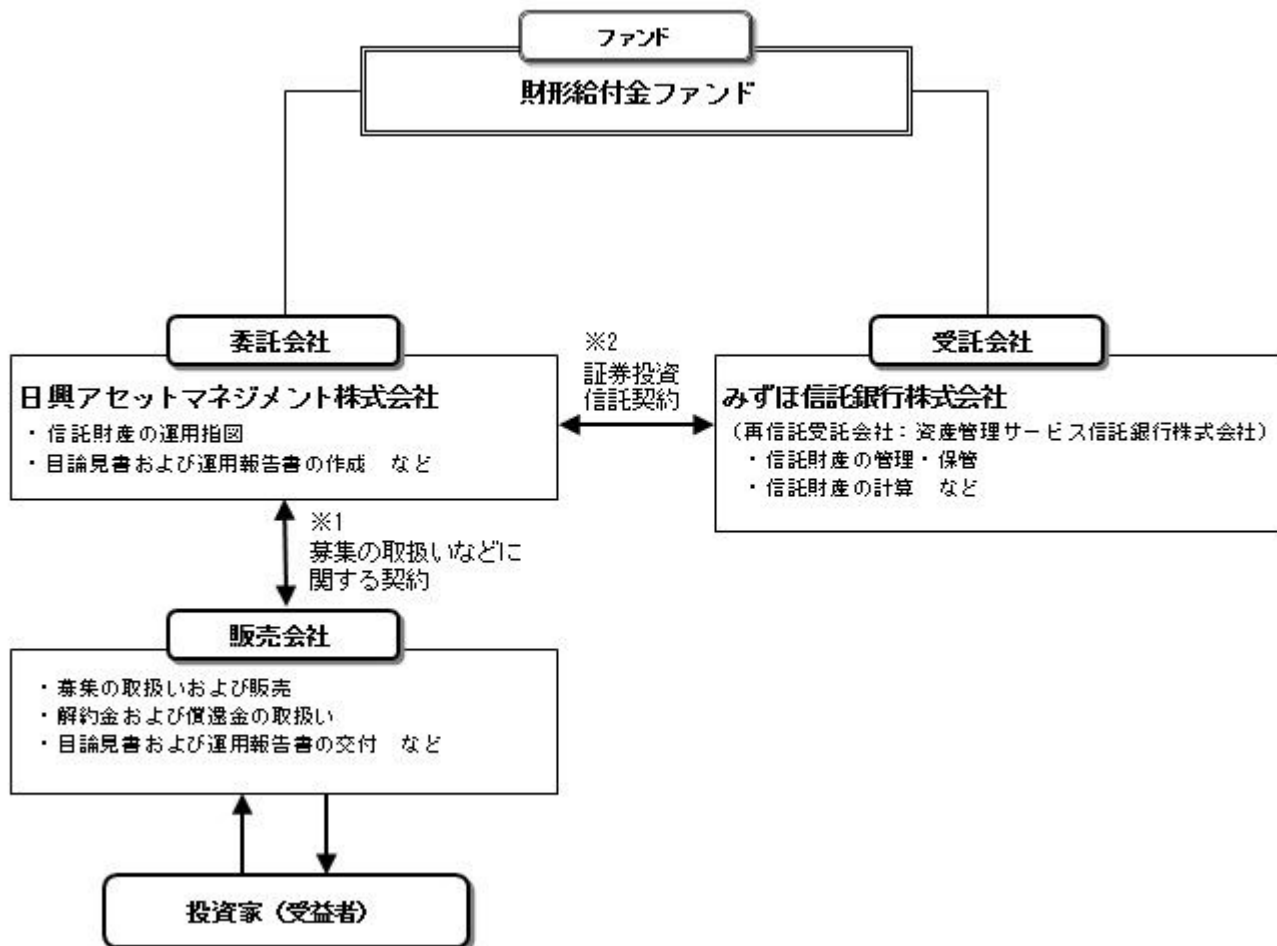 ファンド
財形給付金ファンド
委託会社
日興アセットマネジメント株式会社
・信託財産の運用指図
・目論見書および運用報告書の作成　など
※2
証券投資
信託契約
受託会社
みずほ信託銀行株式会社
（再信託受託会社：資産管理サービス信託銀行株式会社）
・信託財産の管理・保管
・信託財産の計算　など
※1
募集の取扱いなどに
関する契約
販売会社
・募集の取扱いおよび販売
・解約金および償還金の取扱い
・目論見書および運用報告書の交付　など
投資家（受益者）